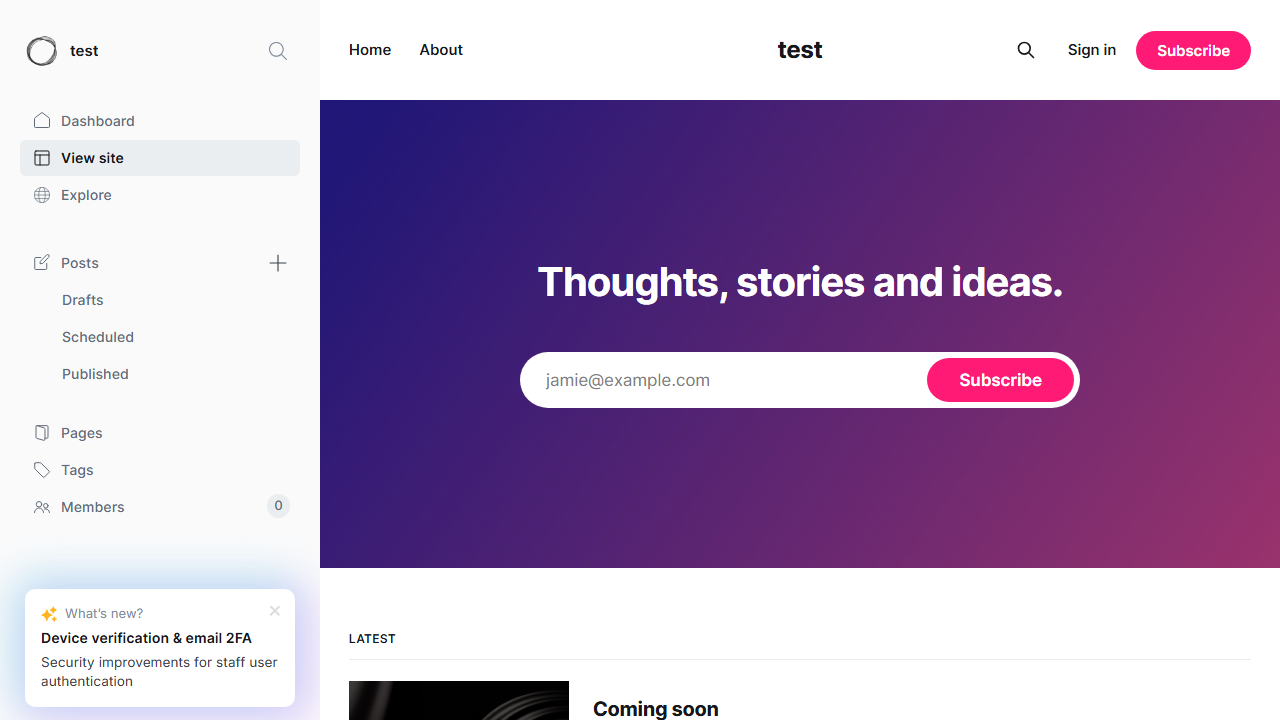 test
Dashboard
View site
Explore
Posts
Drafts
Scheduled
Published
Pages
Tags
Members 0
What's new?
Device verification & email 2FA
Security improvements for staff user
authentication
Home About test Sign in Subscribe
Thoughts, stories and ideas.
jamie@example.com Subscribe
LATEST
Coming soon